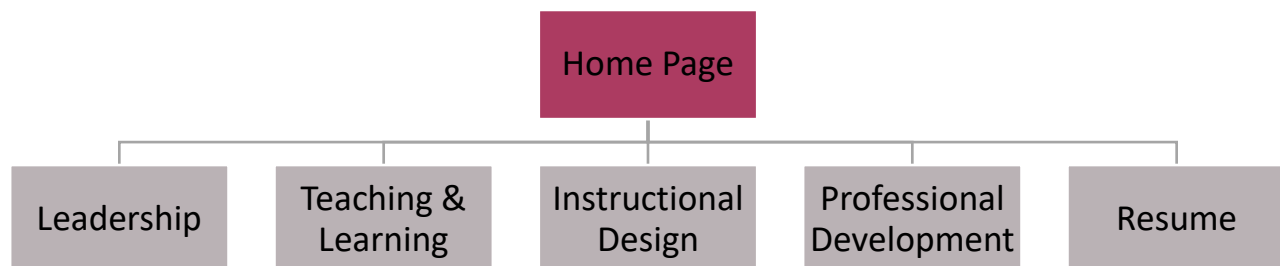 Home Page
Leadership
Teaching &
Learning
Instructional
Design
Professional
Development
Resume